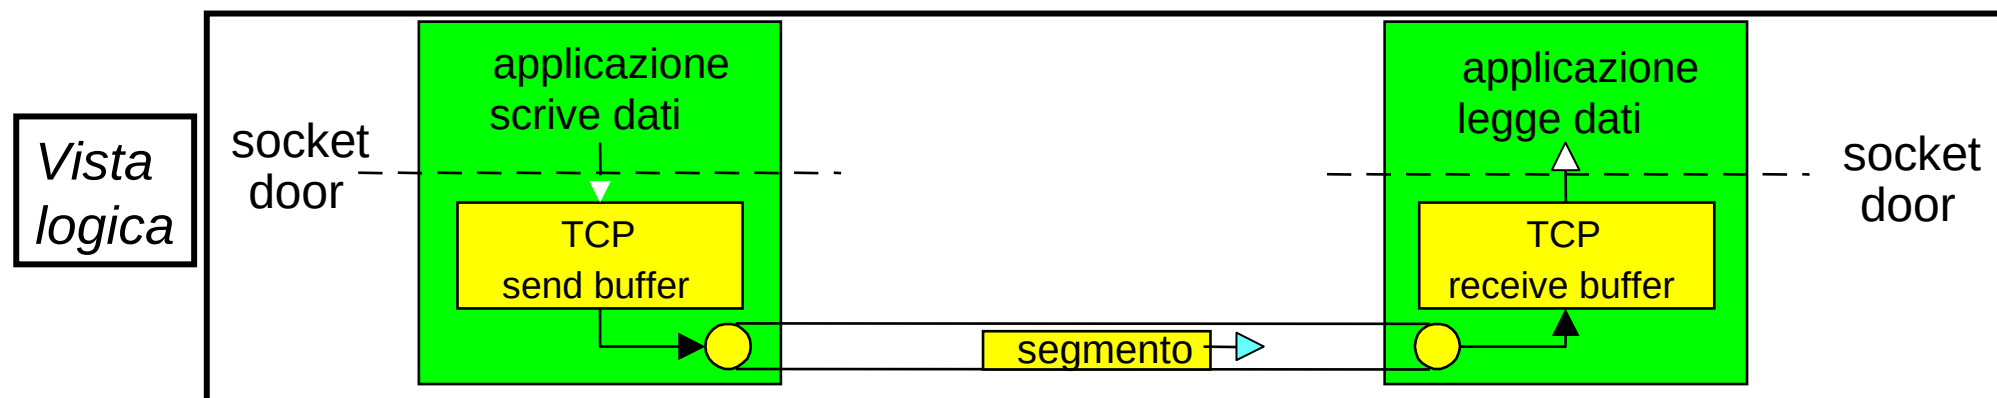 Vista
logica
socket
door
applicazione
scrive dati
TCP
send buffer
segmento
applicazione
legge dati
TCP
receive buffer
socket
door